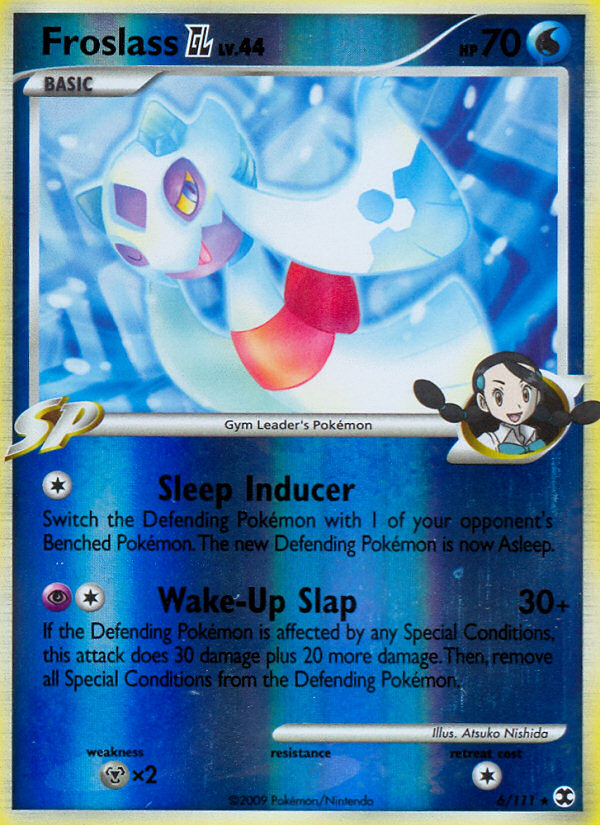 Froslass GL LV.44 HP 70
BASIC
SP
Gym Leader's Pokémon
Sleep Inducer
Switch the Defending Pokémon with 1 of your opponent's
Benched Pokémon. The new Defending Pokémon is now Asleep.
Wake-Up Slap 30+
If the Defending Pokémon is affected by any Special Conditions,
this attack does 30 damage plus 20 more damage. Then, remove
all Special Conditions from the Defending Pokémon.
Illus. Atsuko Nishida
weakness resistance retreat cost
×2
©2009 Pokémon/Nintendo 6/111 ★